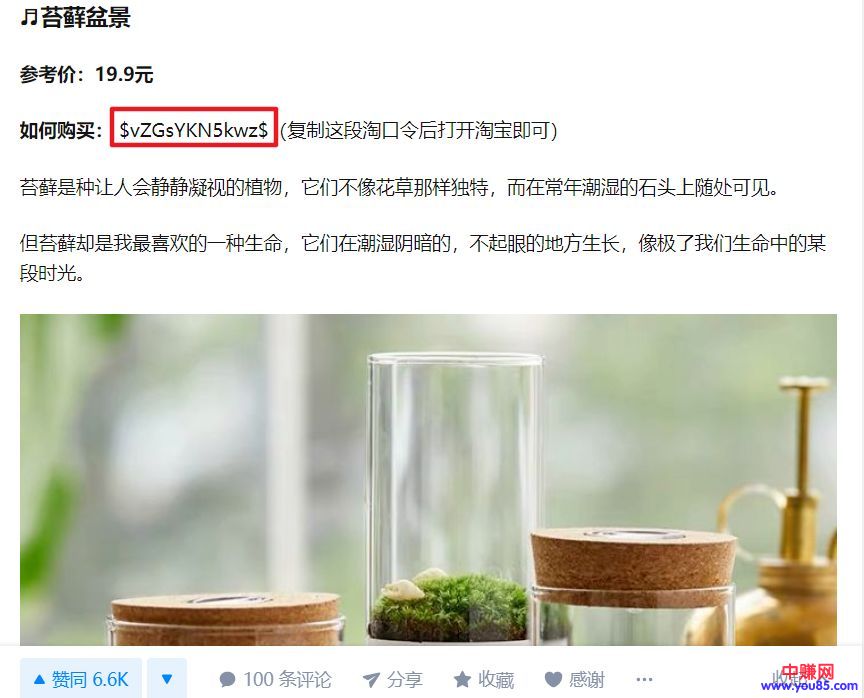 ♫苔藓盆景
参考价：19.9元
如何购买：$vZGsYKN5kwz$ (复制这段淘口令后打开淘宝即可)
苔藓是种让人会静静凝视的植物，它们不像花草那样独特，而在常年潮湿的石头上随处可见。
但苔藓却是我最喜欢的一种生命，它们在潮湿阴暗的，不起眼的地方生长，像极了我们生命中的某
段时光。
赞同 6.6K 100 条评论 分享 收藏 感谢
中赚网
www.you85.com